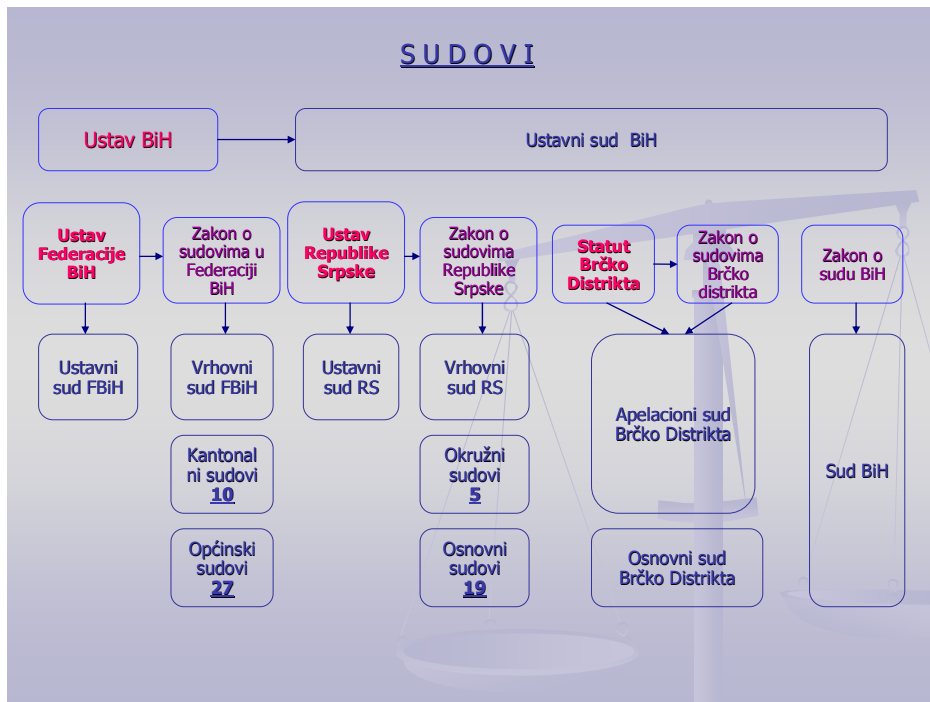 S U D O V I
Ustav BiH
Ustavni sud BiH
Ustav
Federacije
BiH
Zakon o
sudovima u
Federaciji
BiH
Ustav
Republike
Srpske
Zakon o
sudovima
Republike
Srpske
Statut
Brčko
Distrikta
Zakon o
sudovima
Brčko
distrikta
Zakon o
sudu BiH
Ustavni
sud FBiH
Vrhovni
sud FBiH
Ustavni
sud RS
Vrhovni
sud RS
Apelacioni sud
Brčko Distrikta
Sud BiH
Kantonal
ni sudovi
10
Okružni
sudovi
5
Općinski
sudovi
27
Osnovni
sudovi
19
Osnovni sud
Brčko Distrikta